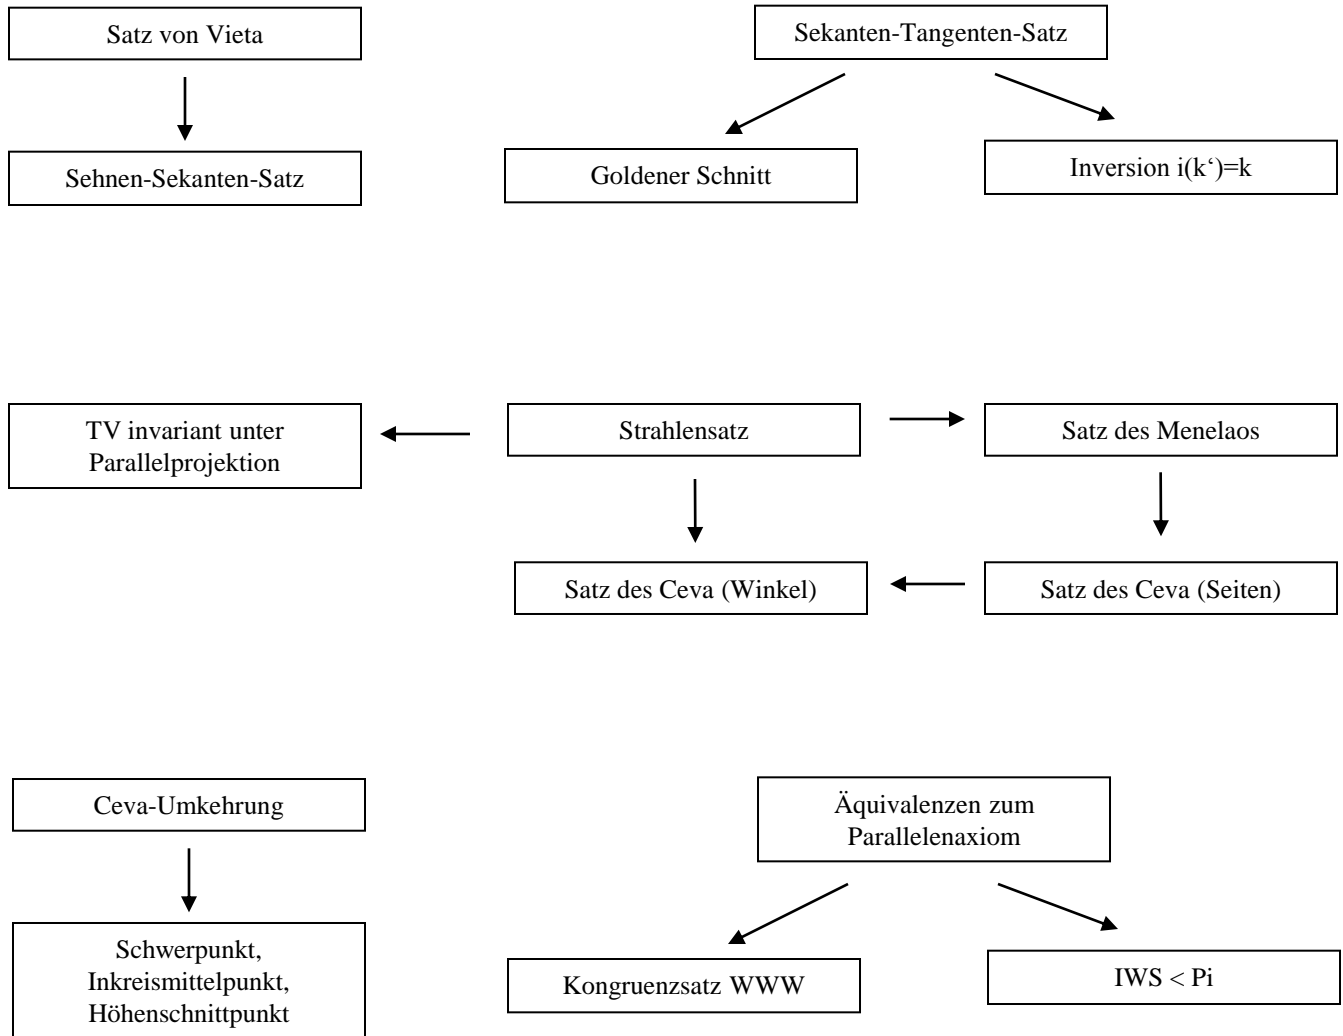 Satz von Vieta
Sekanten-Tangenten-Satz
Sehnen-Sekanten-Satz
Goldener Schnitt
Inversion i(k‘)=k
TV invariant unter
Parallelprojektion
Strahlensatz
Satz des Menelaos
Satz des Ceva (Winkel)
Satz des Ceva (Seiten)
Ceva-Umkehrung
Äquivalenzen zum
Parallelenaxiom
Schwerpunkt,
Inkreismittelpunkt,
Höhenschnittpunkt
Kongruenzsatz WWW
IWS < Pi